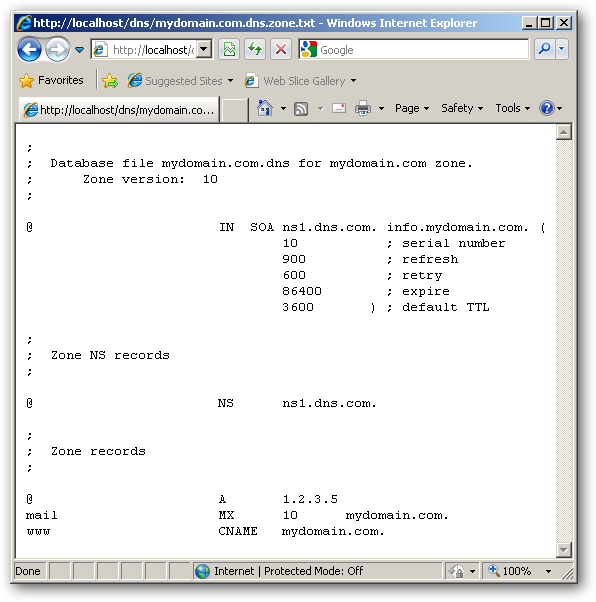 http://localhost/dns/mydomain.com.dns.zone.txt - Windows Internet Explorer
http://localhost/c
Google
Favorites Suggested Sites Web Slice Gallery
http://localhost/dns/mydomain.co... Page Safety Tools
;
; Database file mydomain.com.dns for mydomain.com zone.
; Zone version: 10
;
@ IN SOA ns1.dns.com. info.mydomain.com. (
10 ; serial number
900 ; refresh
600 ; retry
86400 ; expire
3600 ) ; default TTL
;
; Zone NS records
;
@ NS ns1.dns.com.
;
; Zone records
;
@ A 1.2.3.5
mail MX 10 mydomain.com.
www CNAME mydomain.com.
Done Internet | Protected Mode: Off 100%